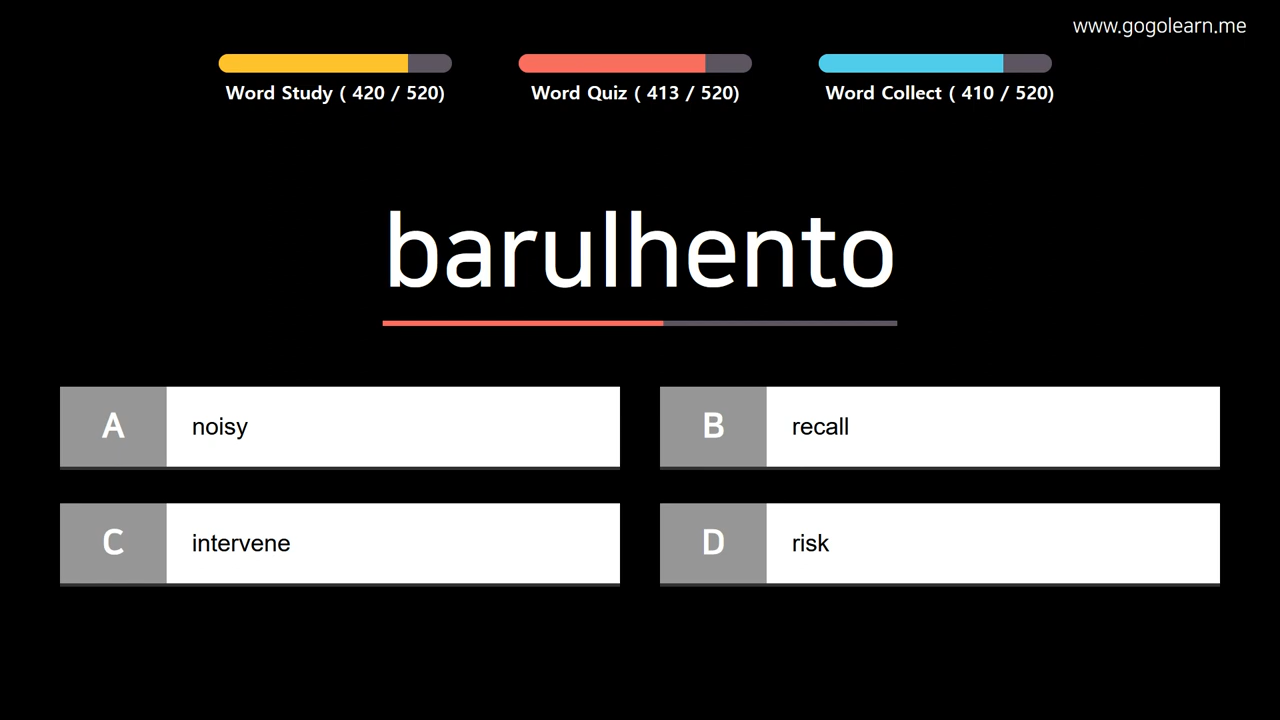 www.gogolearn.me
Word Study ( 420 / 520)
Word Quiz ( 413 / 520)
Word Collect ( 410 / 520)
barulhento
A noisy
B recall
C intervene
D risk